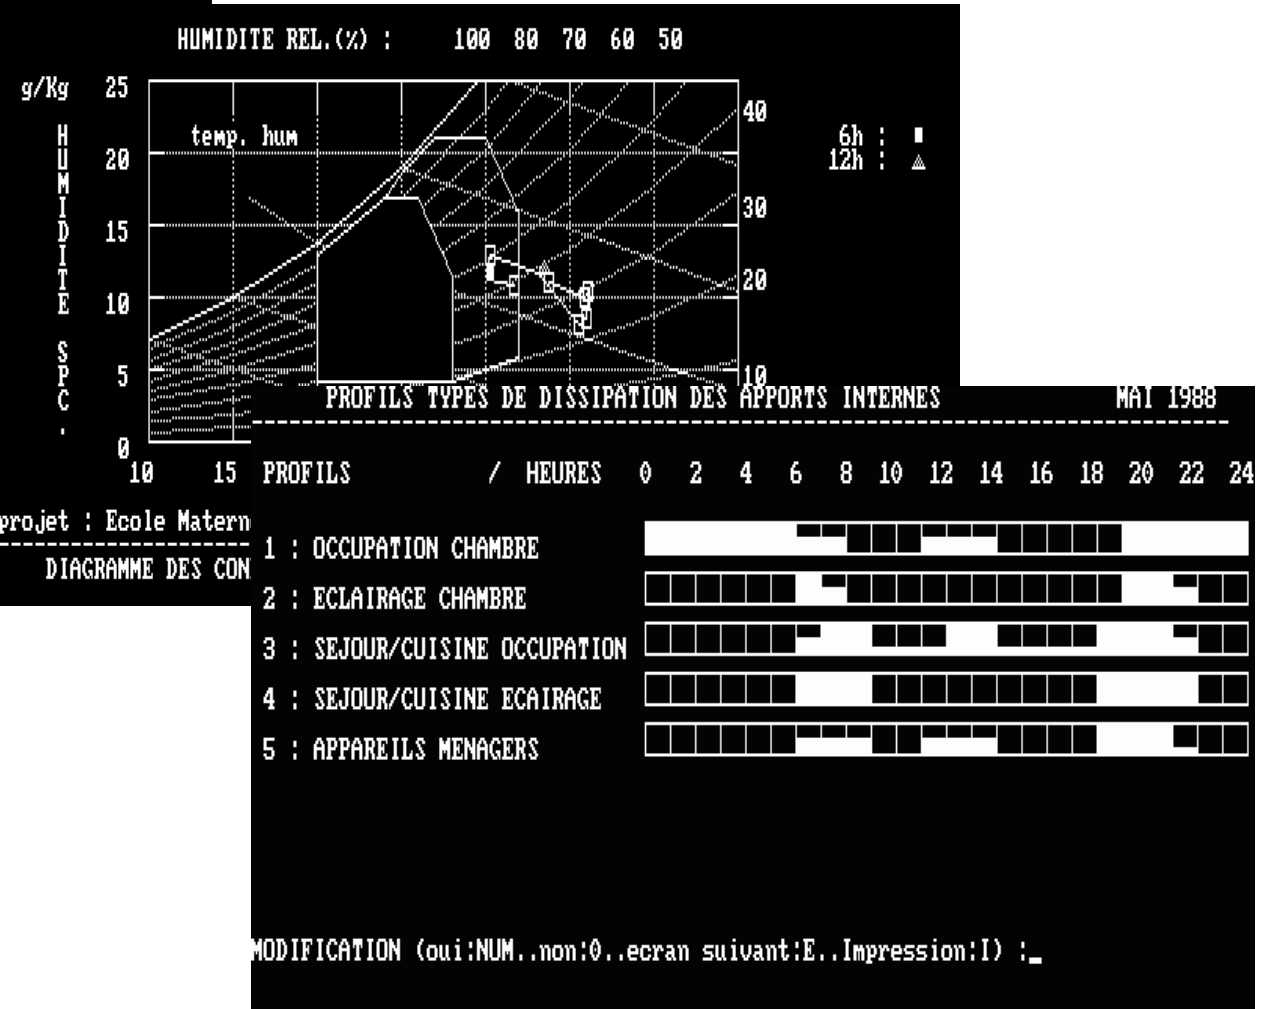 HUMIDITE REL.(%) : 100 80 70 60 50
g/Kg 25
40
temp. hum
6h :
12h :
HUMIDITE SPC.
20
30
15
20
10
5
10
0
10 15
projet : Ecole Matern
DIAGRAMME DES CON
PROFILS TYPES DE DISSIPATION DES APPORTS INTERNES MAI 1988
PROFILS / HEURES 0 2 4 6 8 10 12 14 16 18 20 22 24
1 : OCCUPATION CHAMBRE
2 : ECLAIRAGE CHAMBRE
3 : SEJOUR/CUISINE OCCUPATION
4 : SEJOUR/CUISINE ECAIRAGE
5 : APPAREILS MENAGERS
MODIFICATION (oui:NUM..non:0..ecran suivant:E..Impression:I) :_